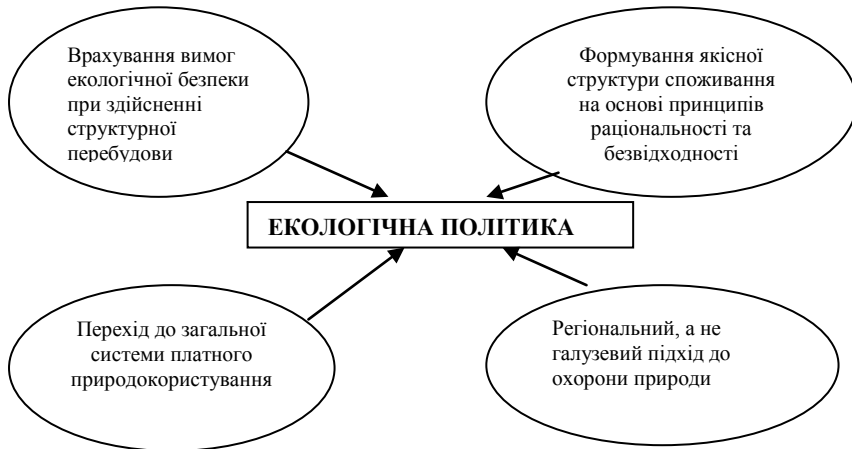 Врахування вимог
екологічної безпеки
при здійсненні
структурної
перебудови
Формування якісної
структури споживання
на основі принципів
раціональності та
безвідходності
ЕКОЛОГІЧНА ПОЛІТИКА
Перехід до загальної
системи платного
природокористування
Регіональний, а не
галузевий підхід до
охорони природи